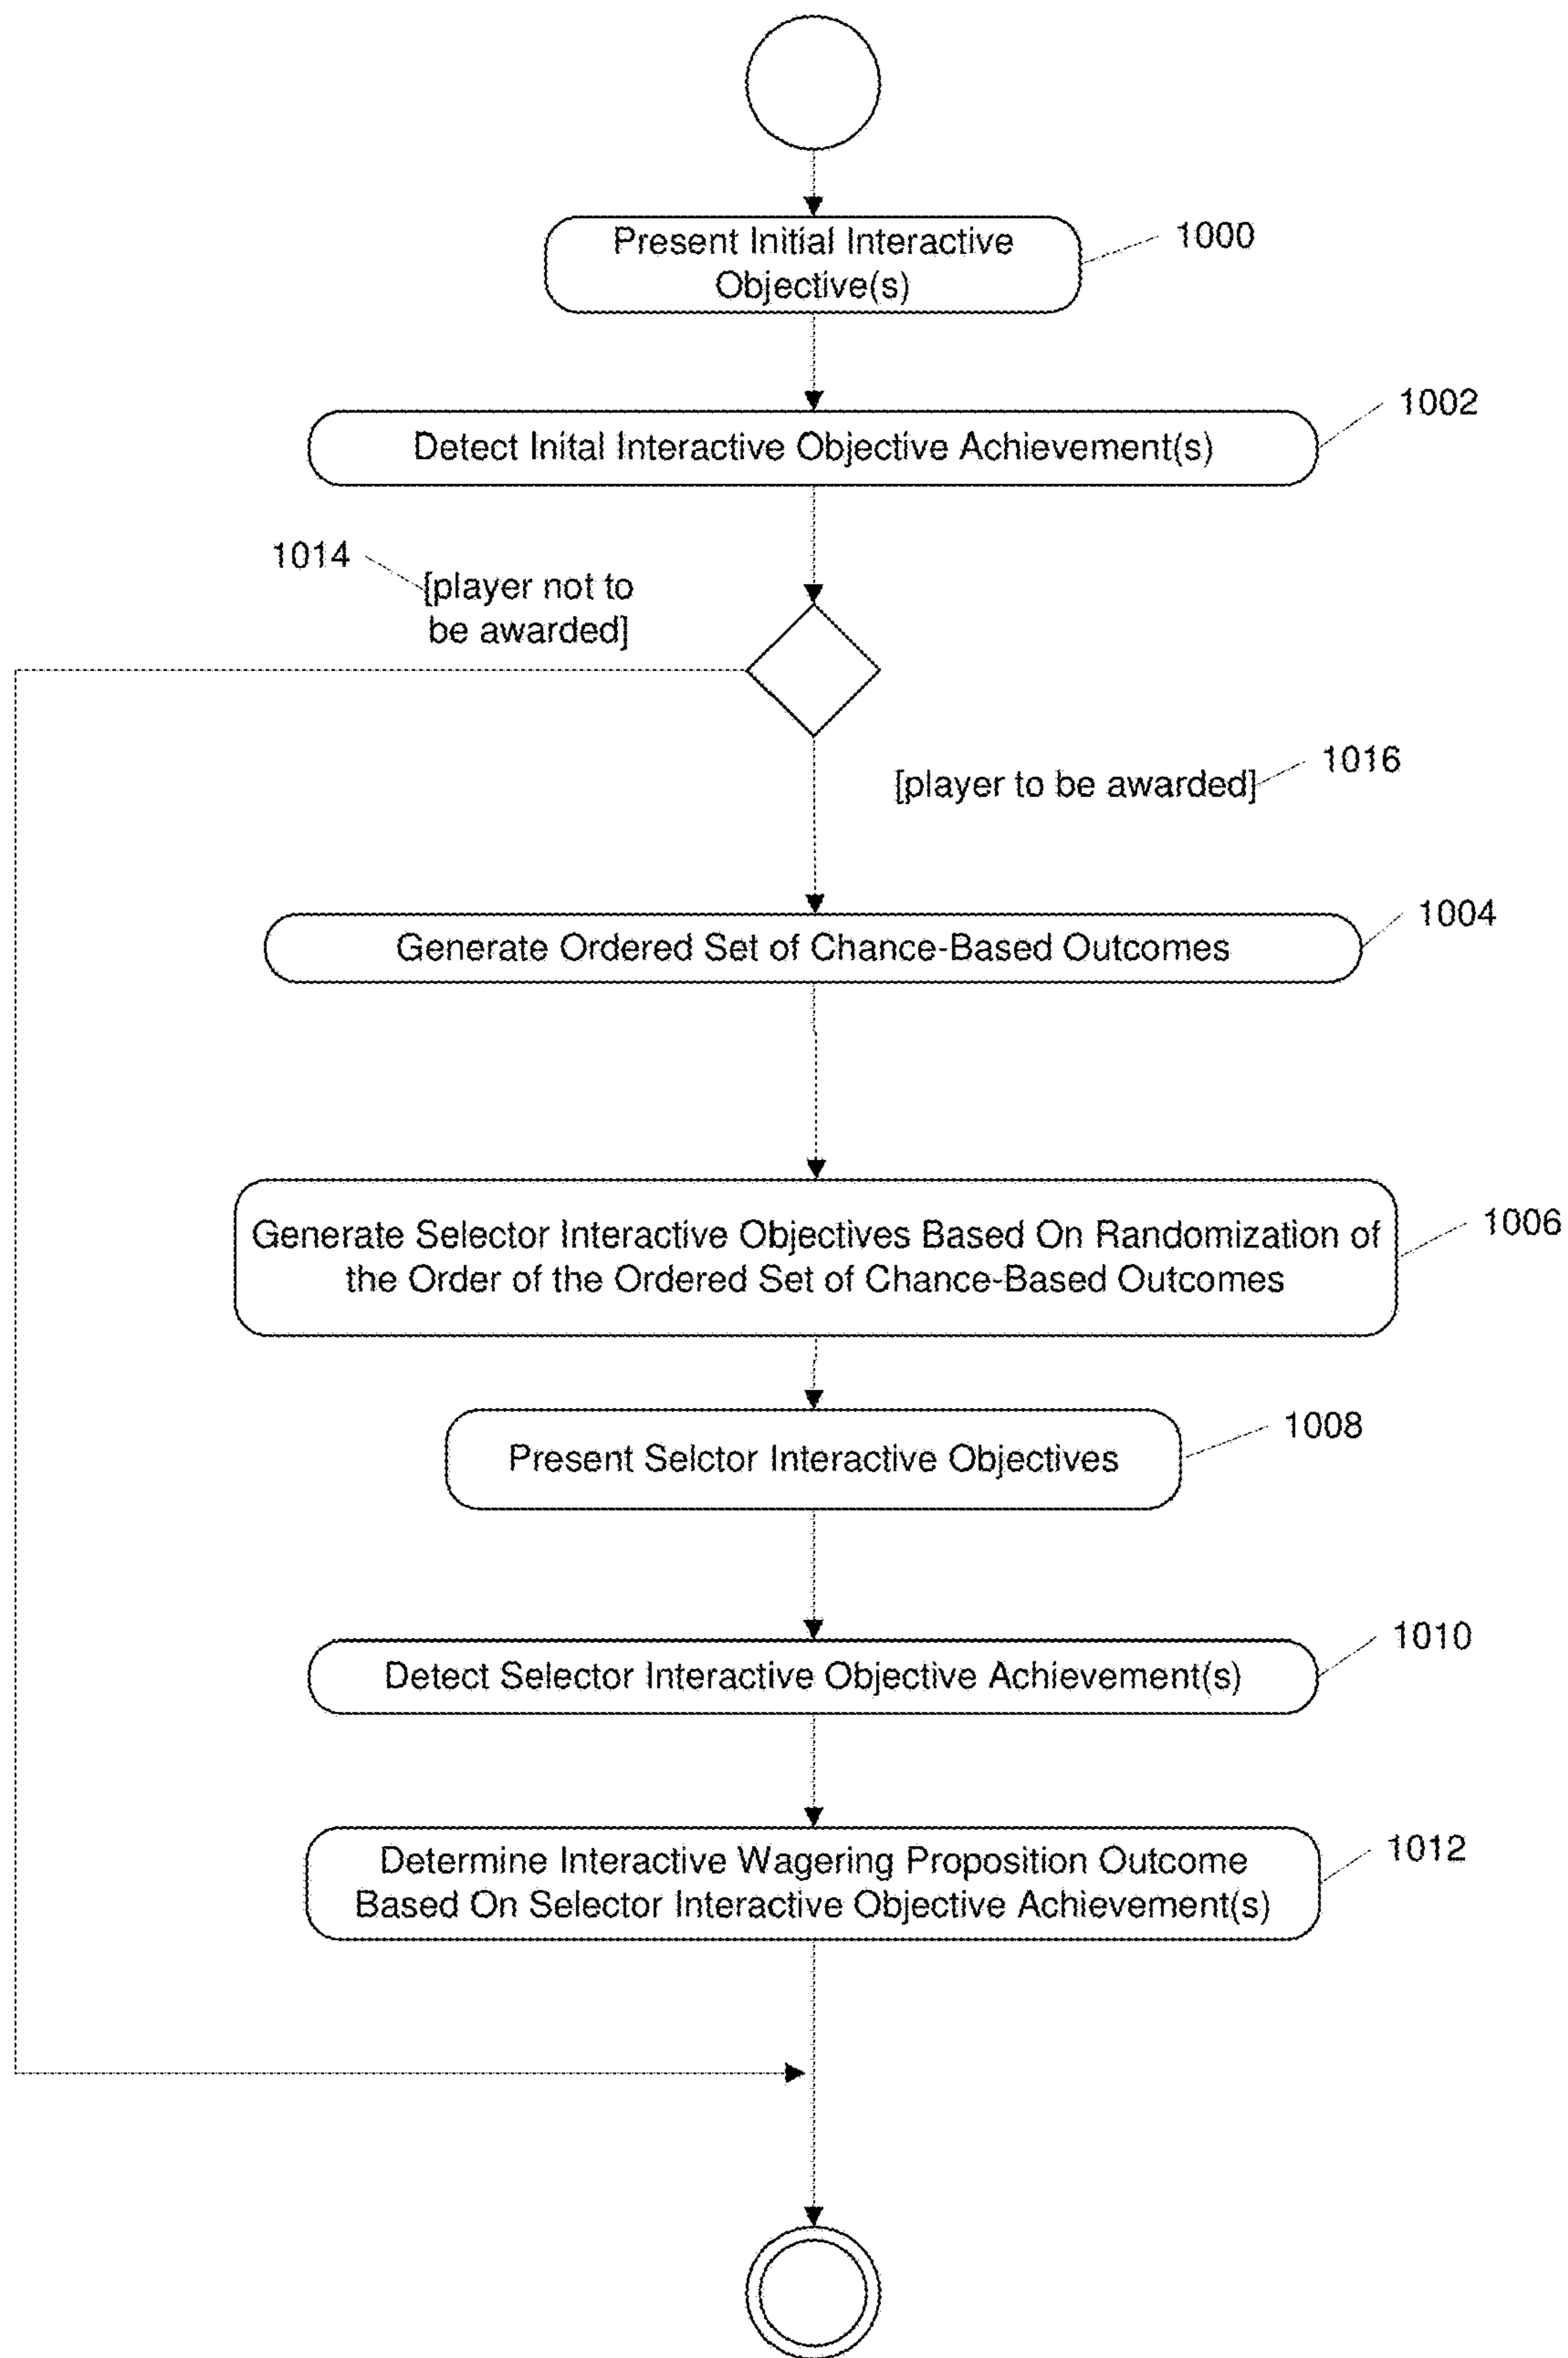 Present Initial Interactive
Objective(s)
1000
Detect Inital Interactive Objective Achievement(s)
1002
1014
[player not to
be awarded]
[player to be awarded]
1016
Generate Ordered Set of Chance-Based Outcomes
1004
Generate Selector Interactive Objectives Based On Randomization of
the Order of the Ordered Set of Chance-Based Outcomes
1006
Present Selctor Interactive Objectives
1008
Detect Selector Interactive Objective Achievement(s)
1010
Determine Interactive Wagering Proposition Outcome
Based On Selector Interactive Objective Achievement(s)
1012